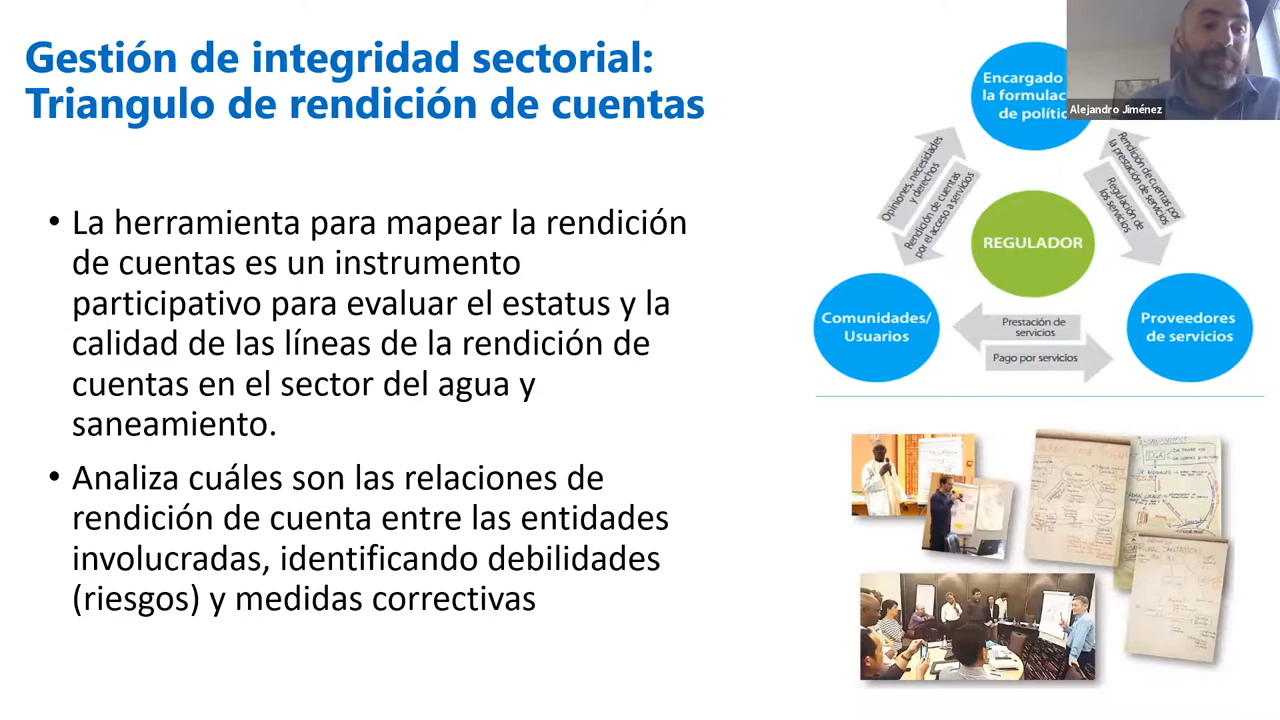 Gestión de integridad sectorial:
Triangulo de rendición de cuentas
• La herramienta para mapear la rendición
de cuentas es un instrumento
participativo para evaluar el estatus y la
calidad de las líneas de la rendición de
cuentas en el sector del agua y
saneamiento.
• Analiza cuáles son las relaciones de
rendición de cuenta entre las entidades
involucradas, identificando debilidades
(riesgos) y medidas correctivas
Encargado
la
de
Alejandro Jiménez
Opiniones, necesidades
y derechos
Rendición de cuentas
por el acceso a servicios
Rendición de cuentas por
la prestación de servicios
Regulación de
los servicios
REGULADOR
Comunidades/
Usuarios
Prestación de
servicios
Pago por servicios
Proveedores
de servicios